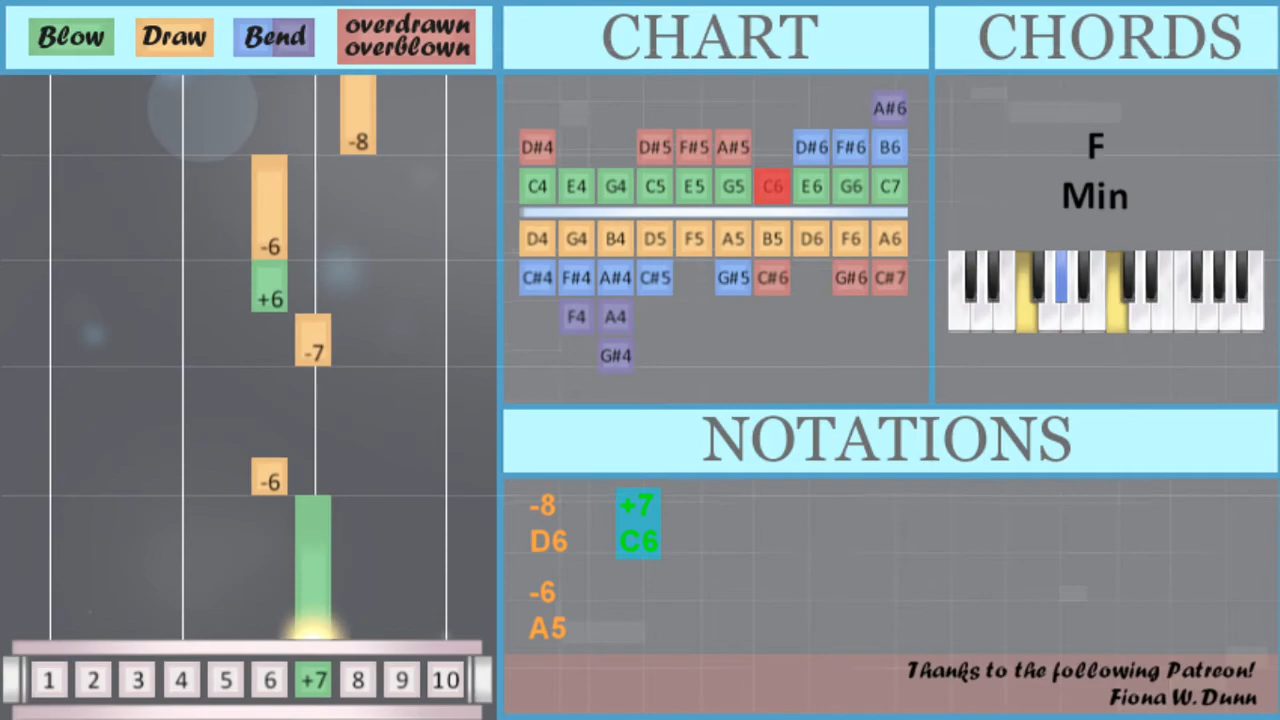 Blow
Draw
Bend
overdrawn
overblown
CHART
CHORDS
-8
-6
+6
-7
-6
1 2 3 4 5 6 +7 8 9 10
A#6
D#4 D#5 F#5 A#5 D#6 F#6 B6
C4 E4 G4 C5 E5 G5 C6 E6 G6 C7
D4 G4 B4 D5 F5 A5 B5 D6 F6 A6
C#4 F#4 A#4 C#5 G#5 C#6 G#6 C#7
F4 A4
G#4
F
Min
NOTATIONS
-8 +7
D6 C6
-6
A5
Thanks to the following Patreon!
Fiona W. Dunn